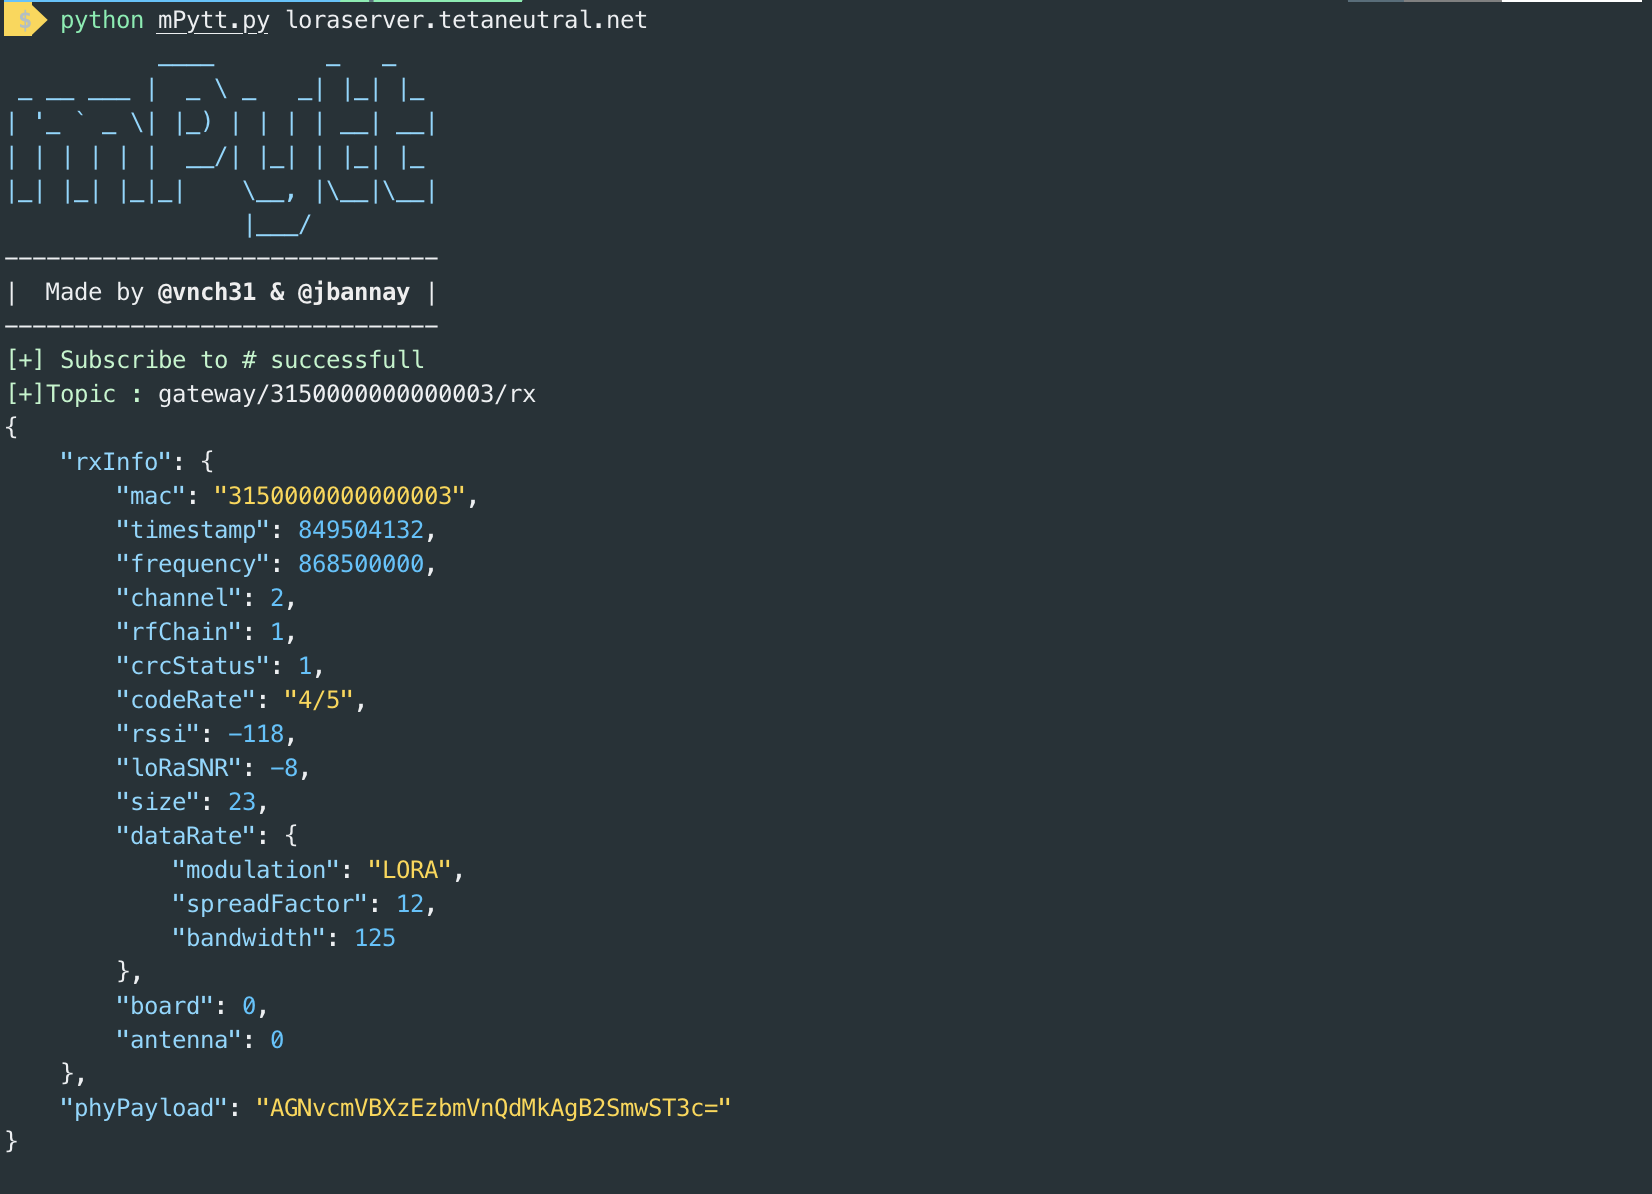 $ python mPytt.py loraserver.tetaneutral.net
           ____        _   _
 _ __ ___ |  _ \ _   _| |_| |_
| '_ ` _ \| |_) | | | | __| __|
| | | | | |  __/| |_| | |_| |_
|_| |_| |_|_|    \__, |\__|\__|
                 |___/
-------------------------------
|  Made by @vnch31 & @jbannay |
-------------------------------
[+] Subscribe to # successfull
[+]Topic : gateway/3150000000000003/rx
{
    "rxInfo": {
        "mac": "3150000000000003",
        "timestamp": 849504132,
        "frequency": 868500000,
        "channel": 2,
        "rfChain": 1,
        "crcStatus": 1,
        "codeRate": "4/5",
        "rssi": -118,
        "loRaSNR": -8,
        "size": 23,
        "dataRate": {
            "modulation": "LORA",
            "spreadFactor": 12,
            "bandwidth": 125
        },
        "board": 0,
        "antenna": 0
    },
    "phyPayload": "AGNvcmVBXzEzbmVnQdMkAgB2SmwST3c="
}